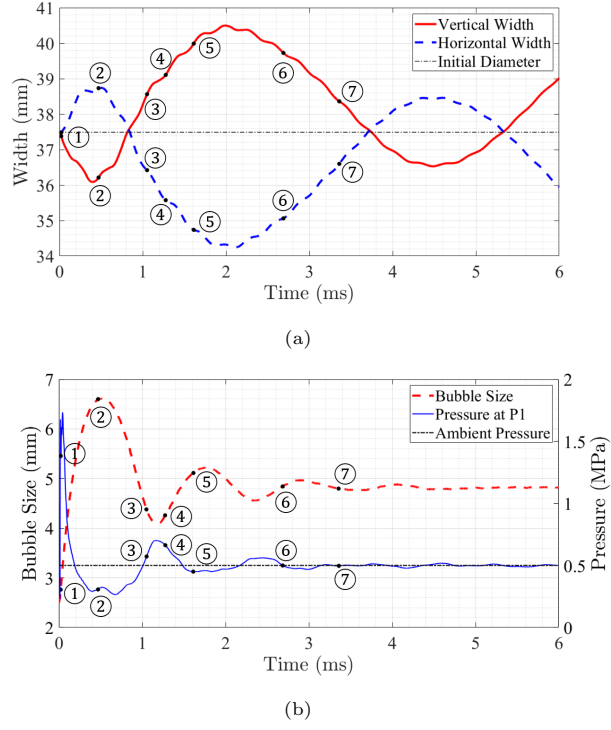 41
40
39
38
37
36
35
34
Width (mm)
Vertical Width
Horizontal Width
Initial Diameter
① ② ② ③ ③ ④ ④ ⑤ ⑤ ⑥ ⑥ ⑦ ⑦
0 1 2 3 4 5 6
Time (ms)
(a)
7
6
5
4
3
2
Bubble Size (mm)
Bubble Size
Pressure at P1
Ambient Pressure
① ① ② ② ③ ③ ④ ④ ⑤ ⑤ ⑥ ⑥ ⑦ ⑦
2
1.5
1
0.5
0
Pressure (MPa)
0 1 2 3 4 5 6
Time (ms)
(b)